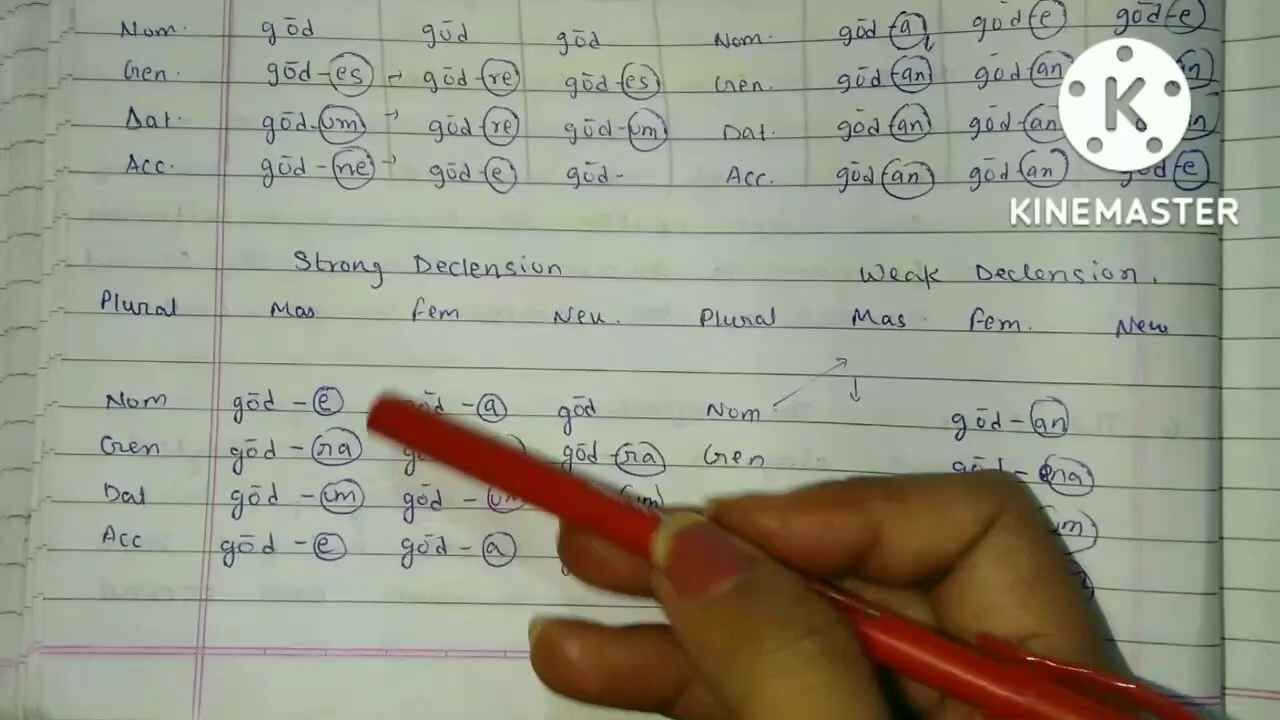 Nom. gōd gōd gōd Nom. gōd a gōd e gōd-e
Gen. gōd-es gōd re gōd-es Gen. gōd an gōd an
Dat. gōd-um gōd re gōd-um Dat. gōd an gōd-an
Acc. gōd-ne gōd e gōd- Acc. gōd an gōd an e
KINEMASTER
Strong Declension Weak Declension.
Plural Mas Fem Neu. Plural Mas. Fem. Neu
Nom gōd-e -a gōd Nom gōd-an
Gen gōd-ra gōd-ra Gen gōd-ena
Dat gōd-um gōd-um um um
Acc gōd-e gōd-a